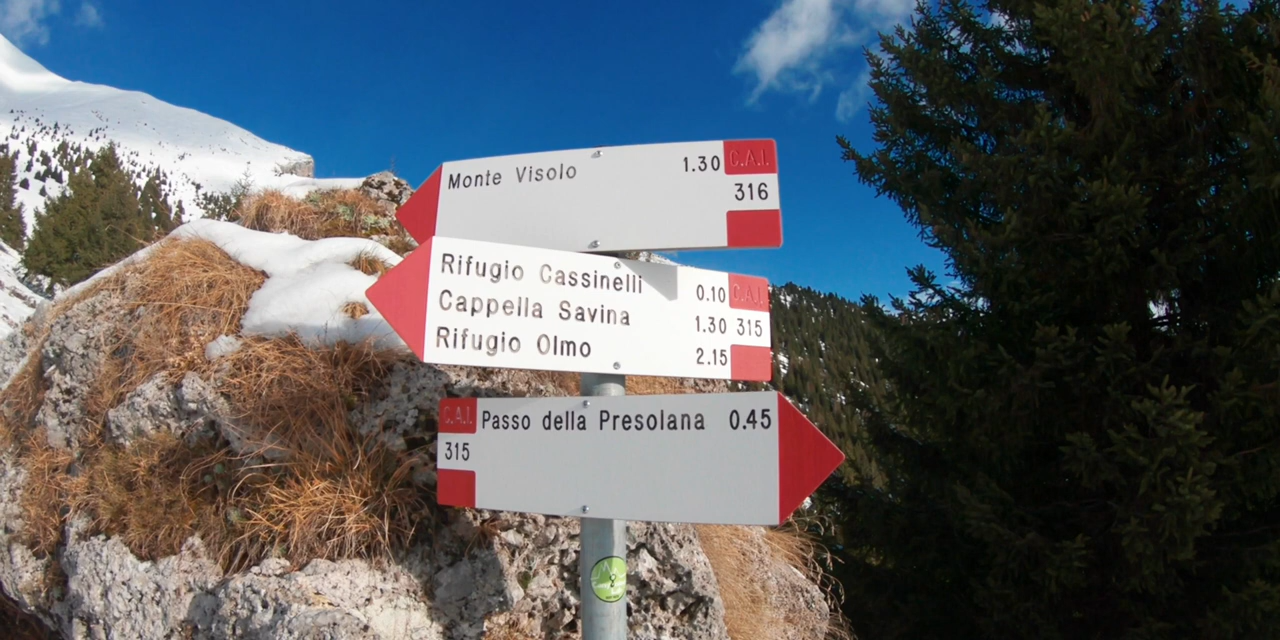 Monte Visolo 1.30 C.A.I.
316
Rifugio Cassinelli 0.10 C.A.I.
Cappella Savina 1.30 315
Rifugio Olmo 2.15
C.A.I. Passo della Presolana 0.45
315